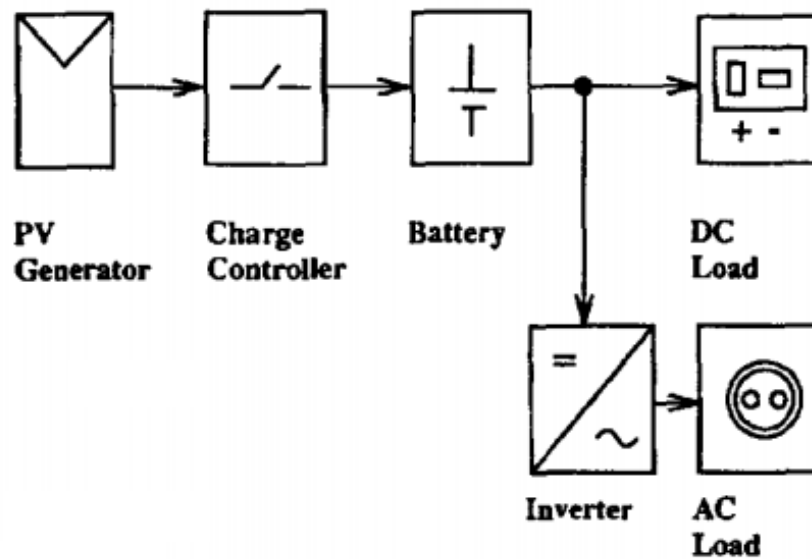 + -
PV
Generator
Charge
Controller
Battery
DC
Load
=
~
Inverter
AC
Load